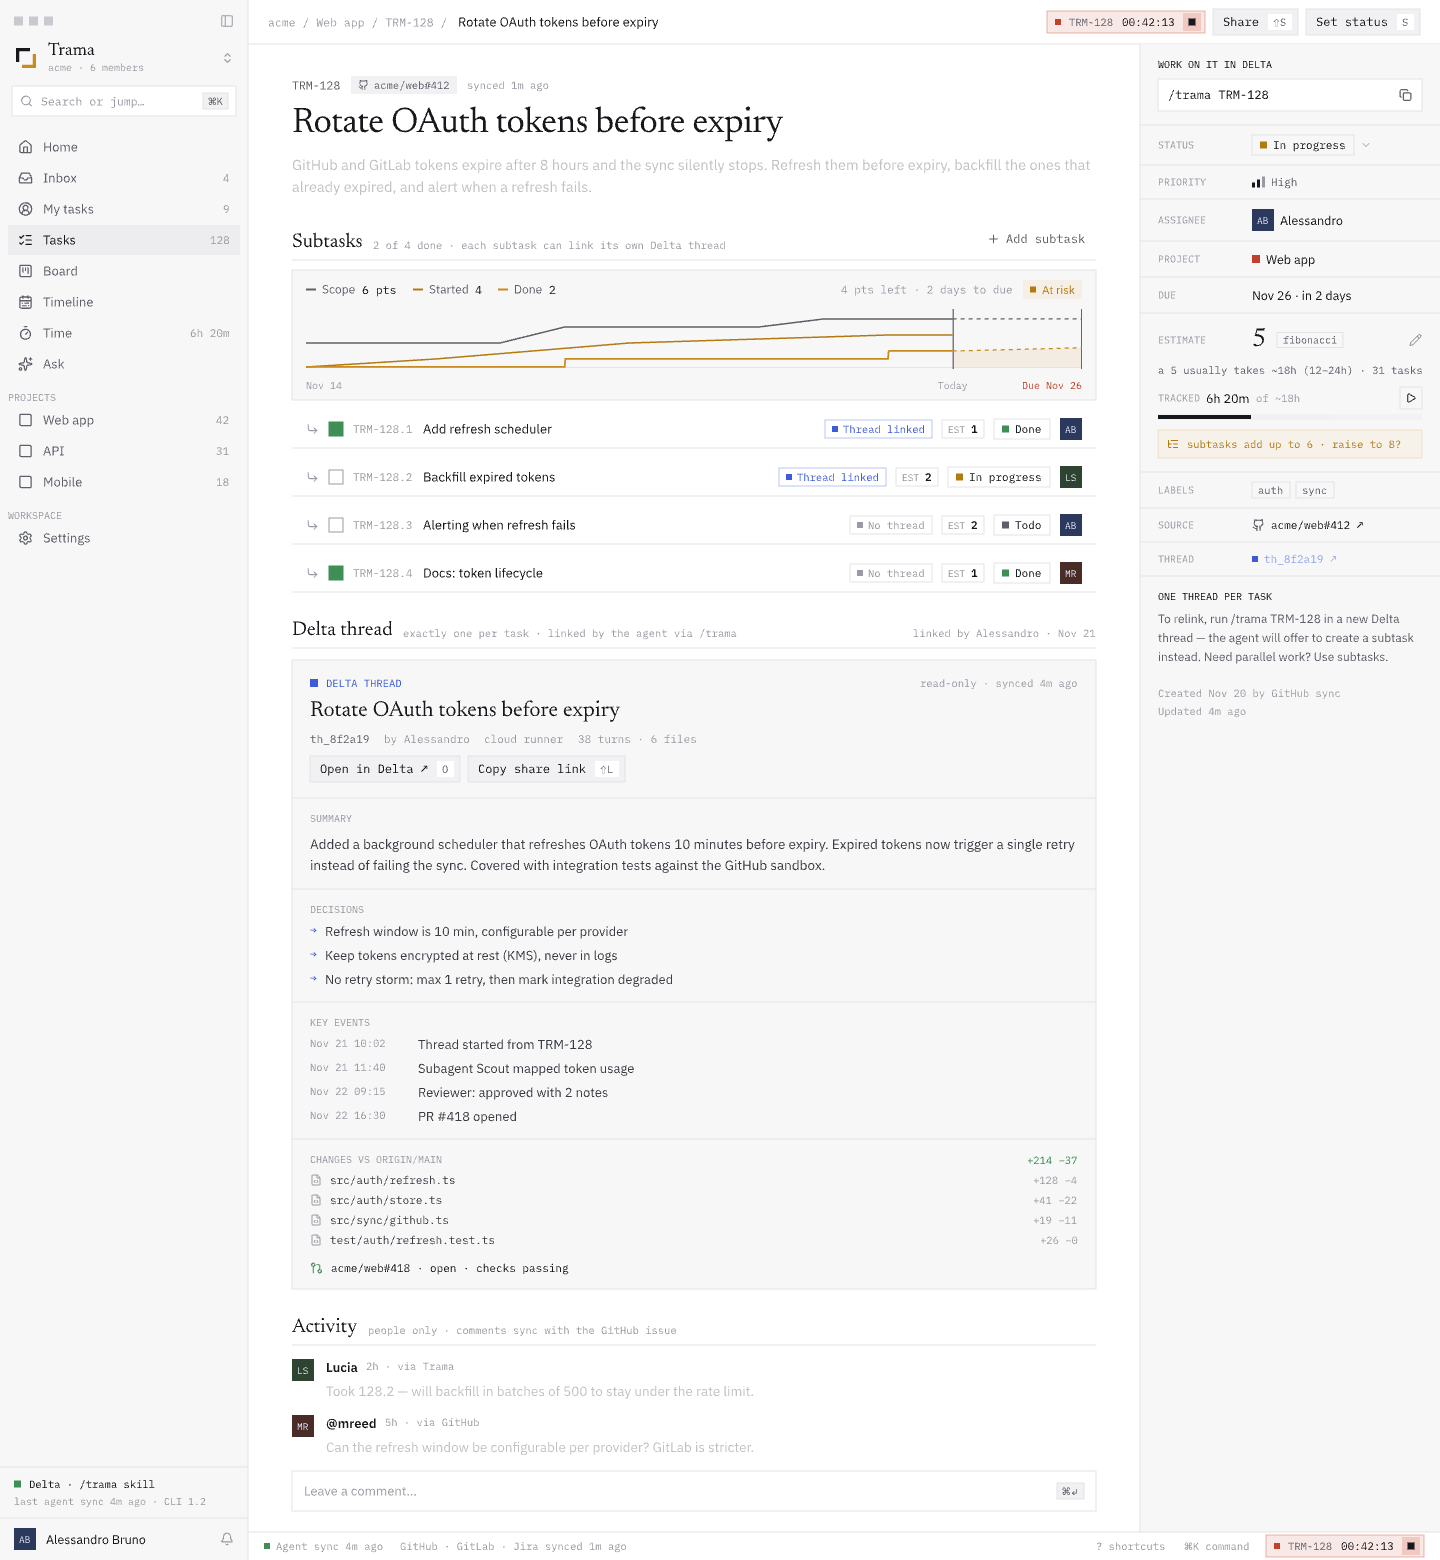 Trama
acme · 6 members
Search or jump… ⌘K
Home
Inbox 4
My tasks 9
Tasks 128
Board
Timeline
Time 6h 20m
Ask
PROJECTS
Web app 42
API 31
Mobile 18
WORKSPACE
Settings
Delta · /trama skill
last agent sync 4m ago · CLI 1.2
AB Alessandro Bruno
acme / Web app / TRM-128 / Rotate OAuth tokens before expiry
TRM-128 00:42:13
Share ⇧S
Set status S
TRM-128 acme/web#412 synced 1m ago
Rotate OAuth tokens before expiry
GitHub and GitLab tokens expire after 8 hours and the sync silently stops. Refresh them before expiry, backfill the ones that
already expired, and alert when a refresh fails.
Subtasks 2 of 4 done · each subtask can link its own Delta thread + Add subtask
Scope 6 pts Started 4 Done 2 4 pts left · 2 days to due At risk
Nov 14 Today Due Nov 26
TRM-128.1 Add refresh scheduler Thread linked EST 1 Done AB
TRM-128.2 Backfill expired tokens Thread linked EST 2 In progress LS
TRM-128.3 Alerting when refresh fails No thread EST 2 Todo AB
TRM-128.4 Docs: token lifecycle No thread EST 1 Done MR
Delta thread exactly one per task · linked by the agent via /trama linked by Alessandro · Nov 21
DELTA THREAD read-only · synced 4m ago
Rotate OAuth tokens before expiry
th_8f2a19 by Alessandro cloud runner 38 turns · 6 files
Open in Delta ↗ O Copy share link ⇧L
SUMMARY
Added a background scheduler that refreshes OAuth tokens 10 minutes before expiry. Expired tokens now trigger a single retry
instead of failing the sync. Covered with integration tests against the GitHub sandbox.
DECISIONS
→ Refresh window is 10 min, configurable per provider
→ Keep tokens encrypted at rest (KMS), never in logs
→ No retry storm: max 1 retry, then mark integration degraded
KEY EVENTS
Nov 21 10:02 Thread started from TRM-128
Nov 21 11:40 Subagent Scout mapped token usage
Nov 22 09:15 Reviewer: approved with 2 notes
Nov 22 16:30 PR #418 opened
CHANGES VS ORIGIN/MAIN +214 −37
src/auth/refresh.ts +128 −4
src/auth/store.ts +41 −22
src/sync/github.ts +19 −11
test/auth/refresh.test.ts +26 −0
acme/web#418 · open · checks passing
Activity people only · comments sync with the GitHub issue
LS Lucia 2h · via Trama
Took 128.2 — will backfill in batches of 500 to stay under the rate limit.
MR @mreed 5h · via GitHub
Can the refresh window be configurable per provider? GitLab is stricter.
Leave a comment… ⌘↵
WORK ON IT IN DELTA
/trama TRM-128
STATUS In progress
PRIORITY High
ASSIGNEE AB Alessandro
PROJECT Web app
DUE Nov 26 · in 2 days
ESTIMATE 5 fibonacci
a 5 usually takes ~18h (12–24h) · 31 tasks
TRACKED 6h 20m of ~18h
subtasks add up to 6 · raise to 8?
LABELS auth sync
SOURCE acme/web#412 ↗
THREAD th_8f2a19 ↗
ONE THREAD PER TASK
To relink, run /trama TRM-128 in a new Delta
thread — the agent will offer to create a subtask
instead. Need parallel work? Use subtasks.
Created Nov 20 by GitHub sync
Updated 4m ago
Agent sync 4m ago GitHub · GitLab · Jira synced 1m ago ? shortcuts ⌘K command TRM-128 00:42:13